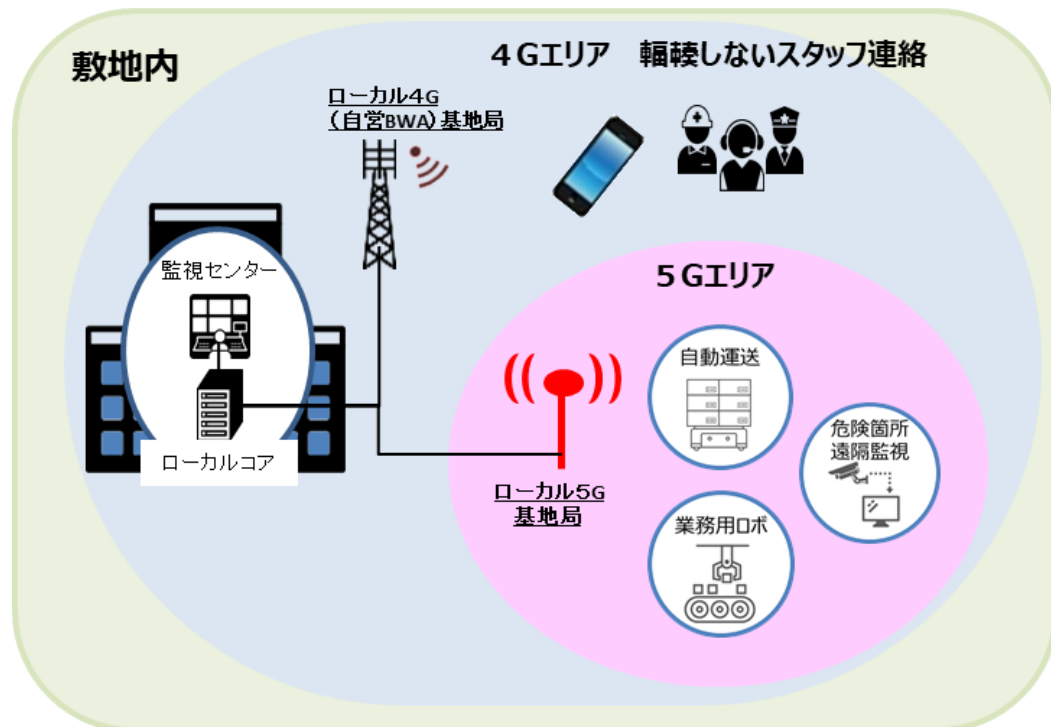 敷地内
４Gエリア　輻輳しないスタッフ連絡
ローカル４G
（自営BWA）基地局
監視センター
ローカルコア
５Gエリア
自動運送
危険箇所
遠隔監視
ローカル５G
基地局
業務用ロボ